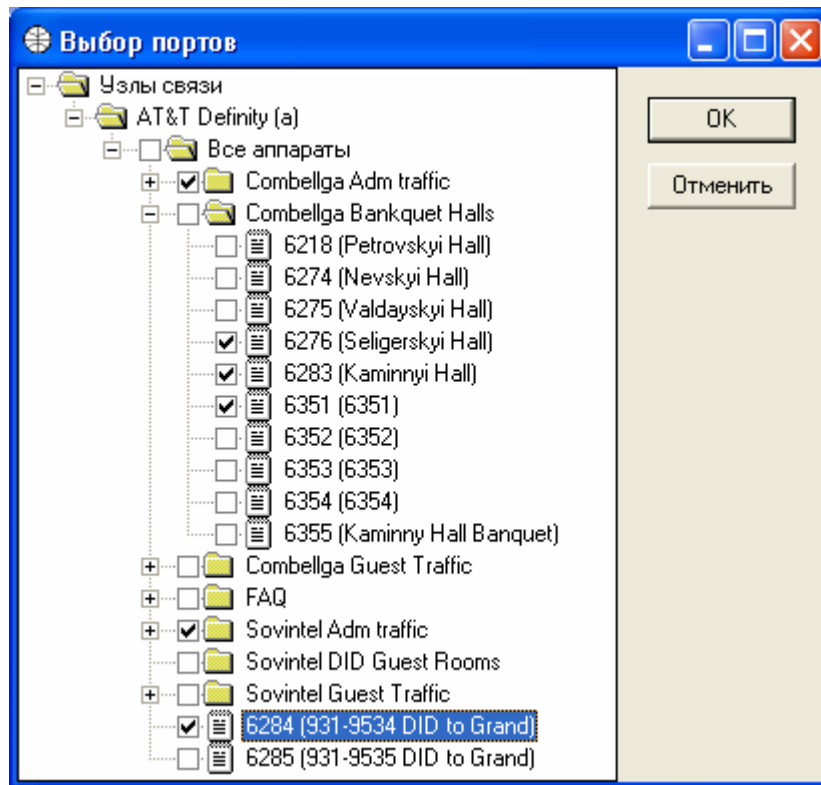 Выбор портов
Узлы связи
AT&T Definity (a)
Все аппараты
Combellga Adm traffic
Combellga Bankquet Halls
6218 (Petrovskyi Hall)
6274 (Nevskyi Hall)
6275 (Valdayskyi Hall)
6276 (Seligerskyi Hall)
6283 (Kaminnyi Hall)
6351 (6351)
6352 (6352)
6353 (6353)
6354 (6354)
6355 (Kaminny Hall Banquet)
Combellga Guest Traffic
FAQ
Sovintel Adm traffic
Sovintel DID Guest Rooms
Sovintel Guest Traffic
6284 (931-9534 DID to Grand)
6285 (931-9535 DID to Grand)
OK
Отменить